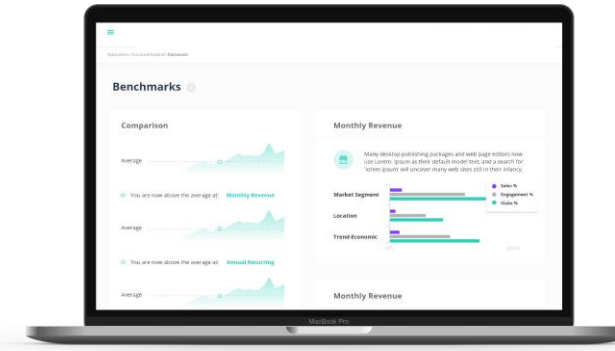 Benchmarks
Comparison
Average
You are now above the average at: Monthly Revenue
Average
You are now above the average at: Annual Recurring
Average
Monthly Revenue
Many desktop publishing packages and web page editors now
use Lorem Ipsum as their default model text, and a search for
'lorem ipsum' will uncover many web sites still in their infancy.
Sales %
Engagement %
Visits %
Market Segment
Location
Trend-Economic
0%
100%
Monthly Revenue
MacBook Pro